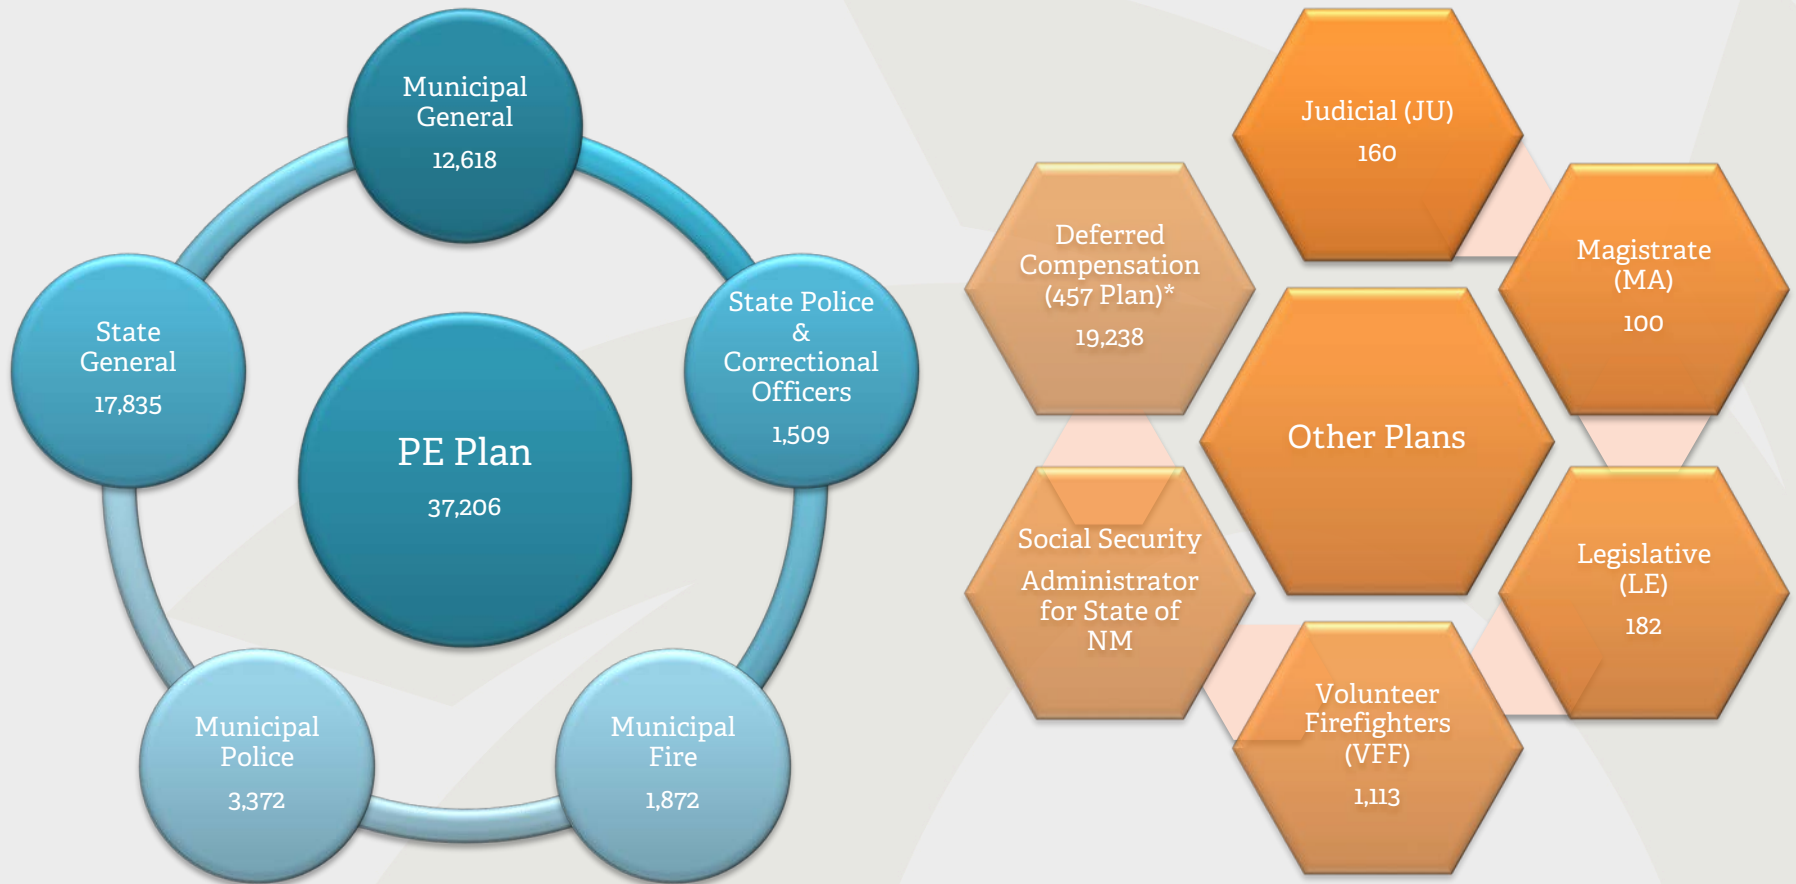 Municipal
General
12,618
State Police
&
Correctional
Officers
1,509
Municipal
Fire
1,872
Municipal
Police
3,372
State
General
17,835
PE Plan
37,206
Judicial (JU)
160
Magistrate
(MA)
100
Legislative
(LE)
182
Volunteer
Firefighters
(VFF)
1,113
Social Security
Administrator
for State of
NM
Deferred
Compensation
(457 Plan)*
19,238
Other Plans